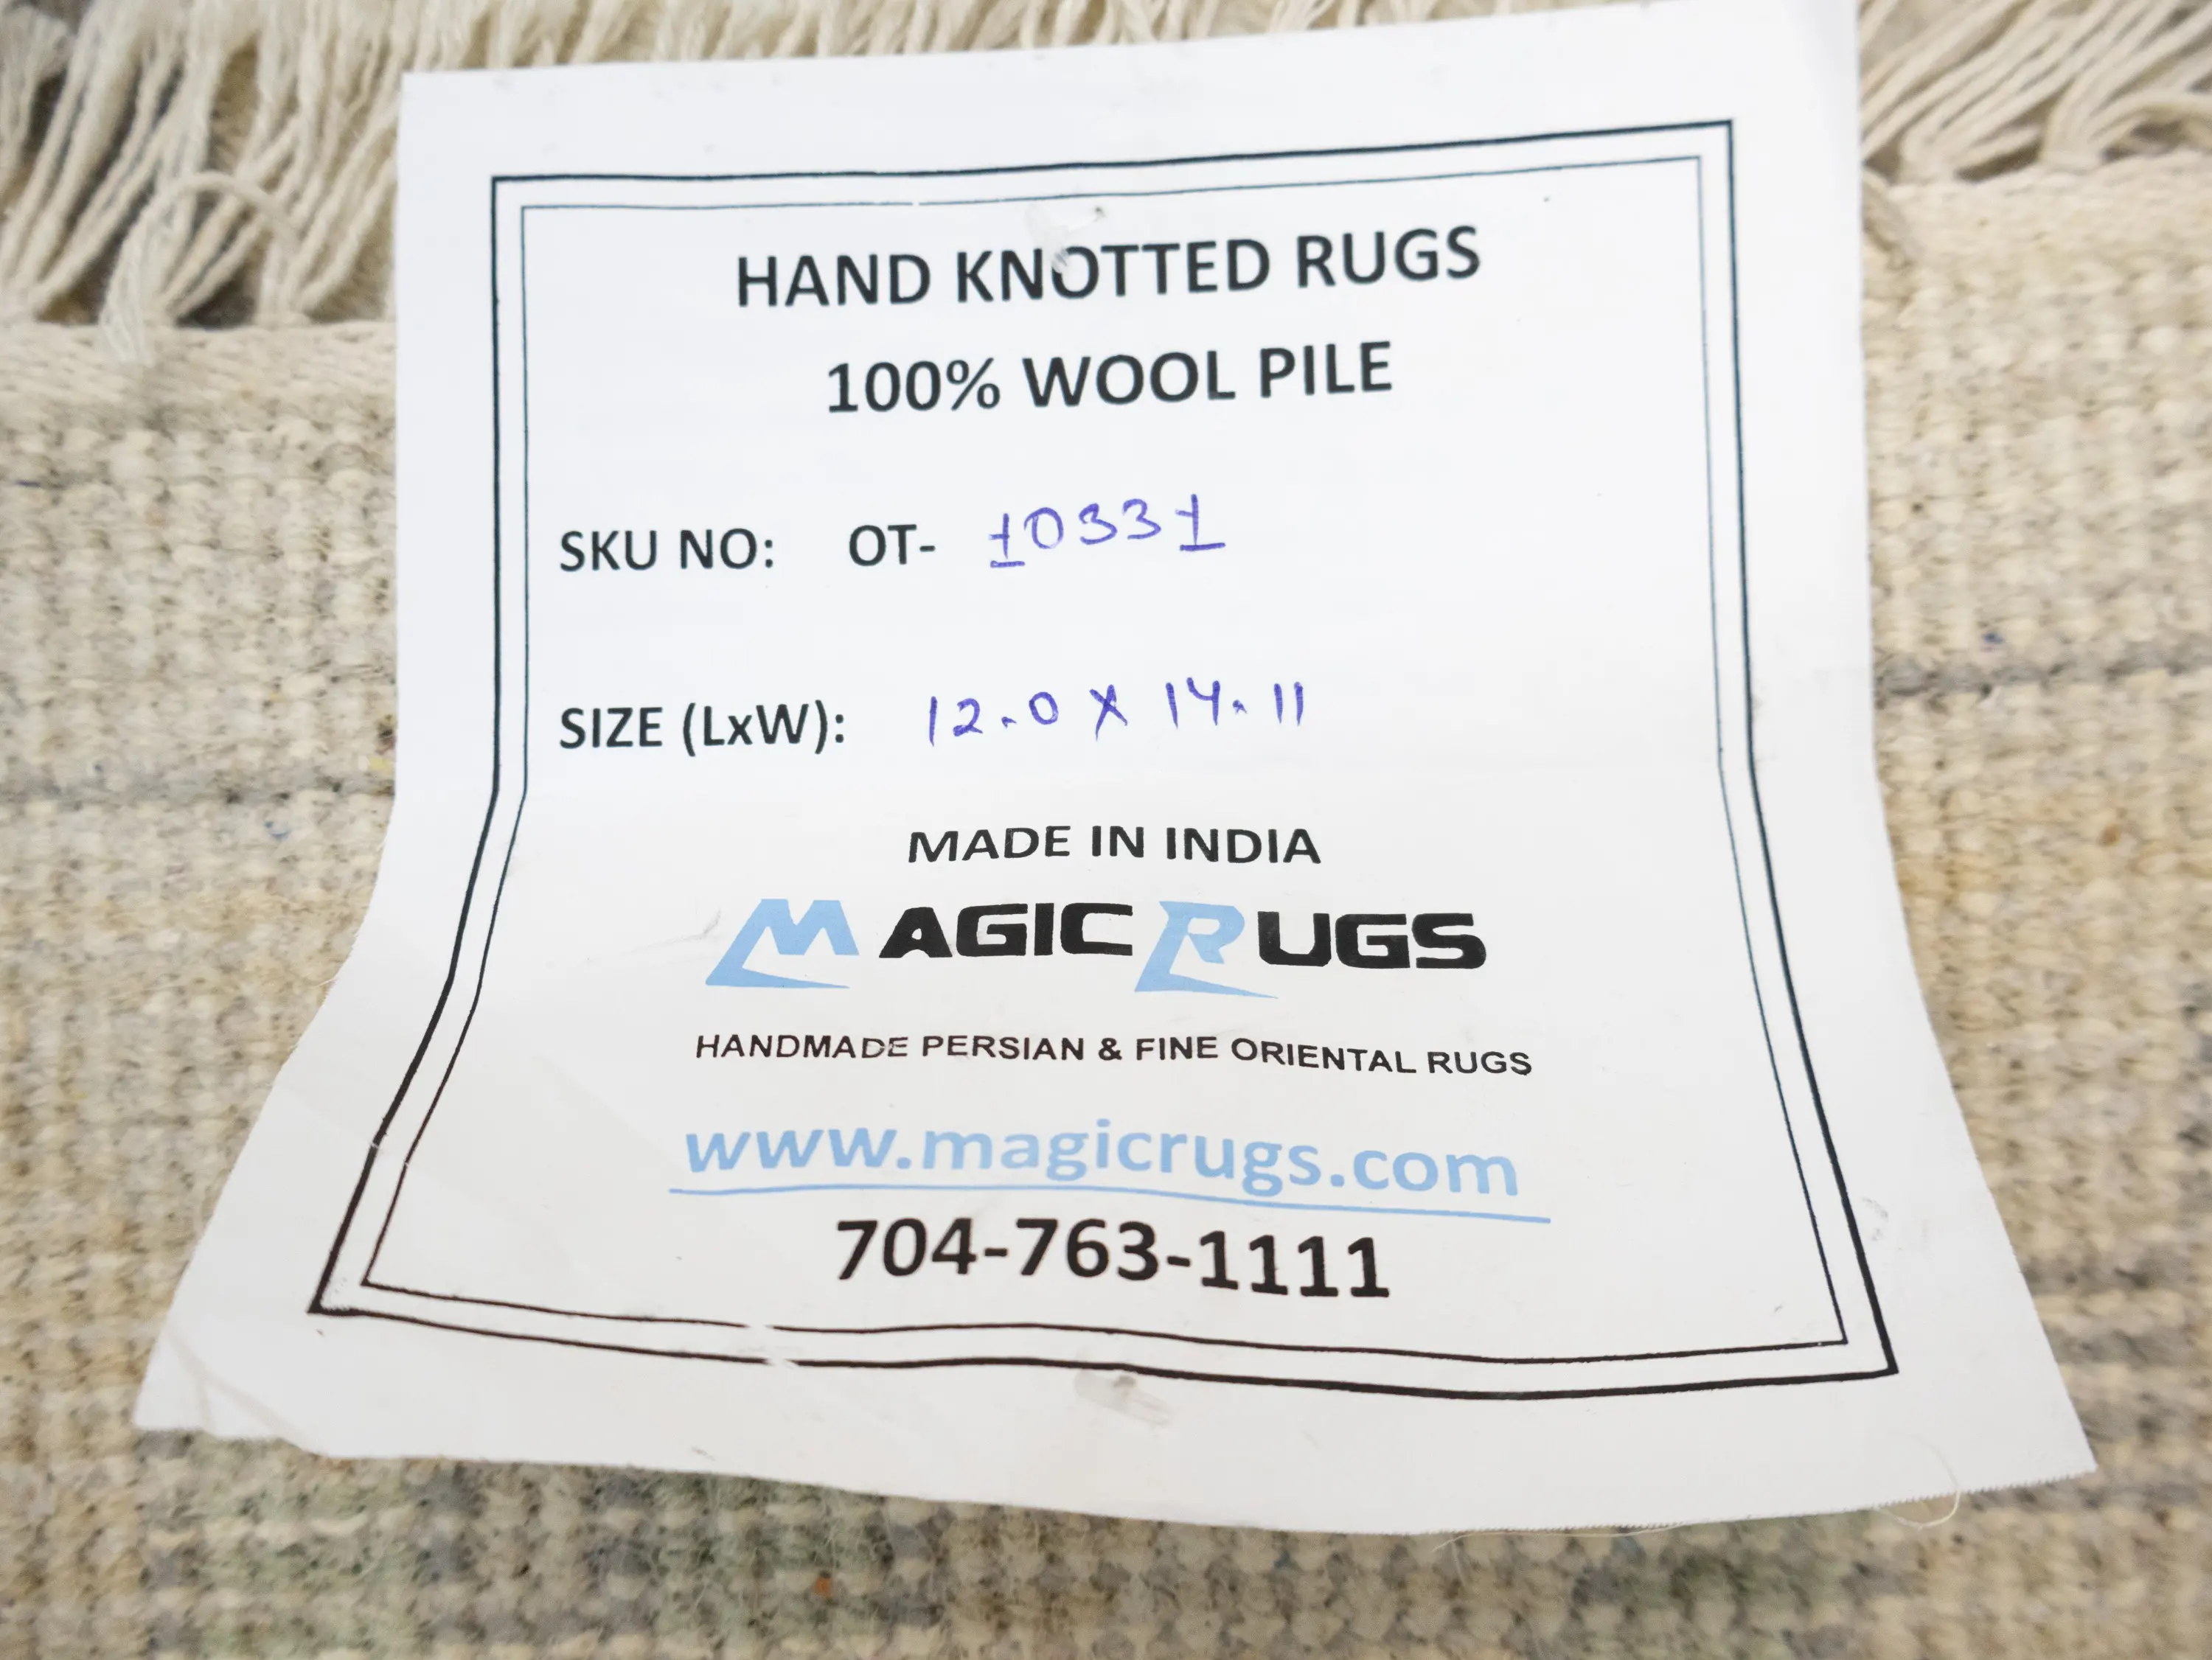 HAND KNOTTED RUGS
100% WOOL PILE
SKU NO: OT- 10331
SIZE (LxW): 12.0 X 14.11
MADE IN INDIA
MAGIC RUGS
HANDMADE PERSIAN & FINE ORIENTAL RUGS
www.magicrugs.com
704-763-1111